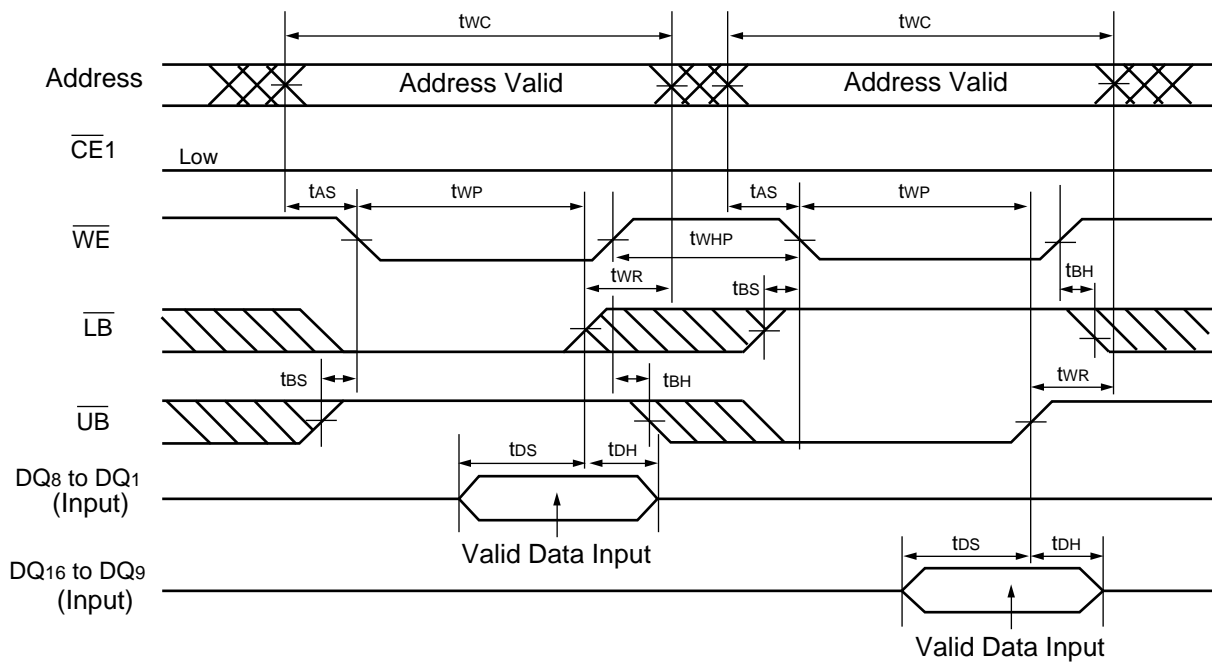 tWC tWC
Address Address Valid Address Valid
CE1 Low
tAS tWP tAS tWP
WE tWHP
tWR tBS tBH
LB
tBS tBH tWR
UB
tDS tDH
DQ8 to DQ1
(Input)
Valid Data Input
tDS tDH
DQ16 to DQ9
(Input)
Valid Data Input